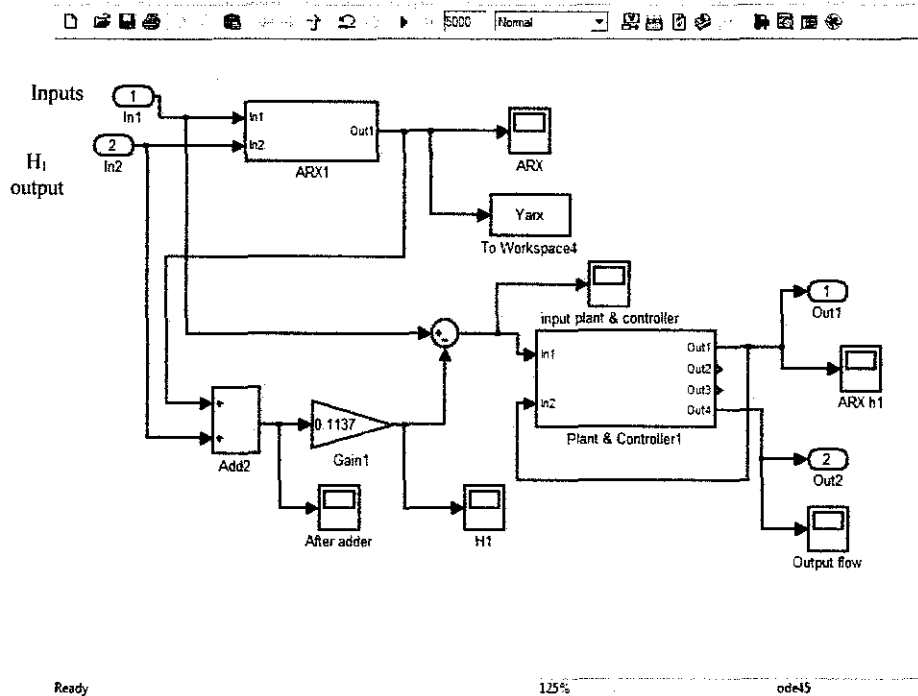 5000 Normal
Inputs
1
In1
In1
Out1
In2
ARX1
ARX
H1
output
2
In2
Yarx
To Workspace4
input plant & controller
1
Out1
In1
Out1
Out2
Out3
In2
Out4
Plant & Controller1
ARX h1
Add2
0.1137
Gain1
2
Out2
After adder
H1
Output flow
Ready 125% ode45